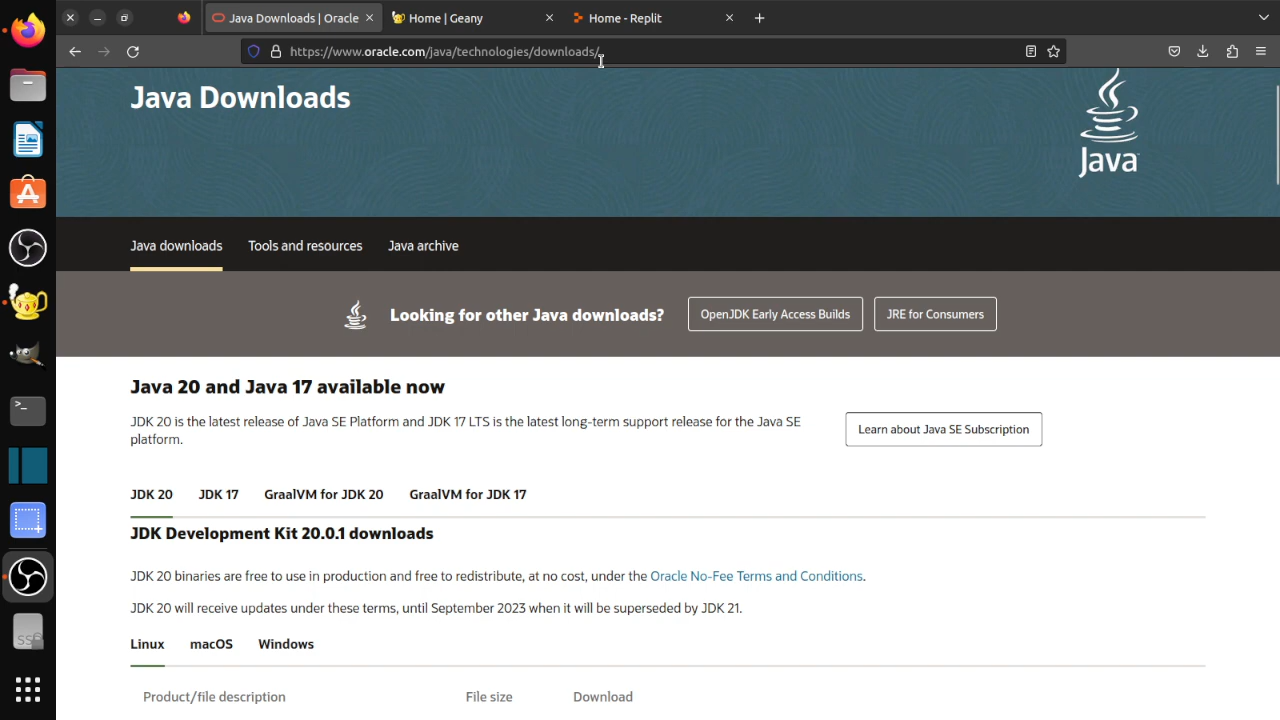 Java Downloads | Oracle
Home | Geany
Home - Replit
https://www.oracle.com/java/technologies/downloads/
Java Downloads
Java
Java downloads
Tools and resources
Java archive
Looking for other Java downloads?
OpenJDK Early Access Builds
JRE for Consumers
Java 20 and Java 17 available now
JDK 20 is the latest release of Java SE Platform and JDK 17 LTS is the latest long-term support release for the Java SE
platform.
Learn about Java SE Subscription
JDK 20
JDK 17
GraalVM for JDK 20
GraalVM for JDK 17
JDK Development Kit 20.0.1 downloads
JDK 20 binaries are free to use in production and free to redistribute, at no cost, under the Oracle No-Fee Terms and Conditions.
JDK 20 will receive updates under these terms, until September 2023 when it will be superseded by JDK 21.
Linux
macOS
Windows
Product/file description
File size
Download